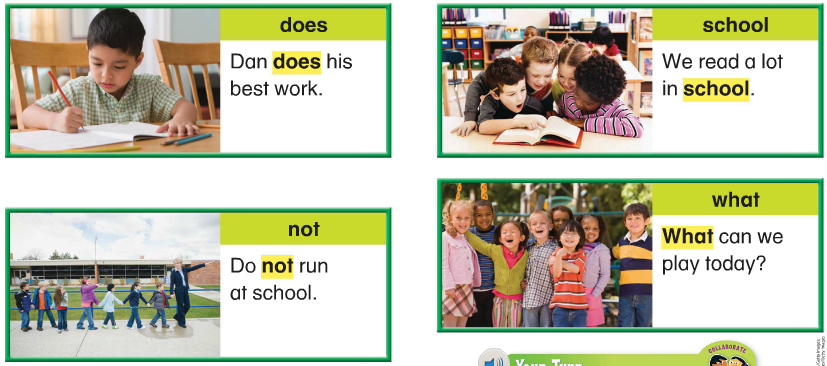 does
Dan does his
best work.
school
We read a lot
in school.
not
Do not run
at school.
what
What can we
play today?
Your Turn
COLLABORATE